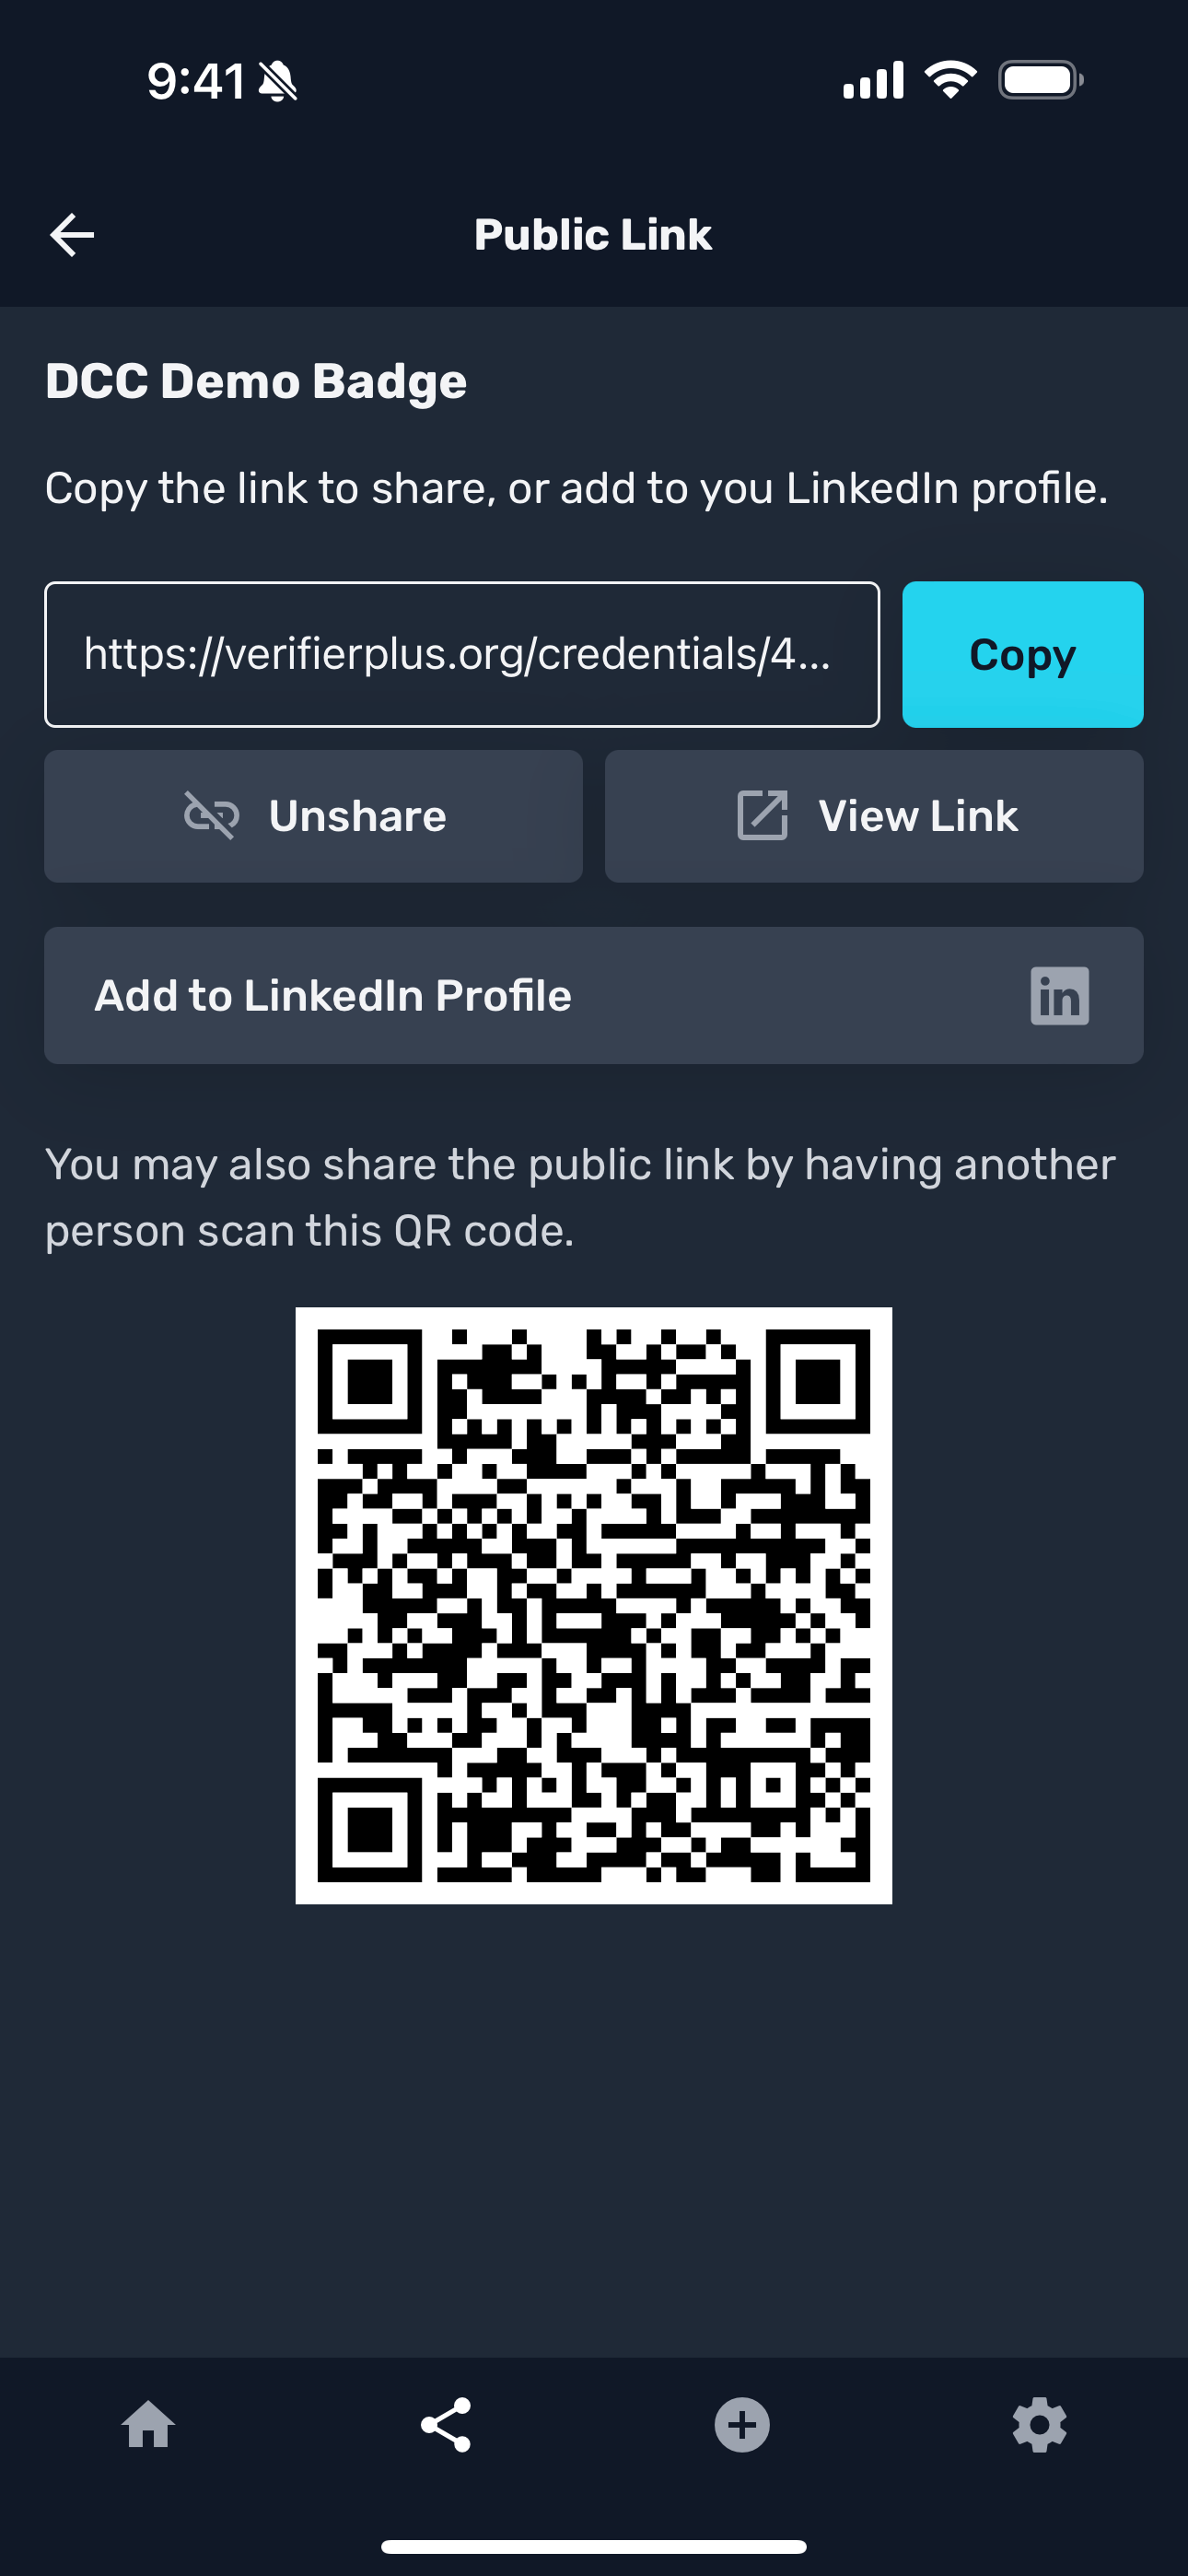 9:41
Public Link
DCC Demo Badge
Copy the link to share, or add to you LinkedIn profile.
https://verifierplus.org/credentials/4...
Copy
Unshare
View Link
Add to LinkedIn Profile
in
You may also share the public link by having another
person scan this QR code.